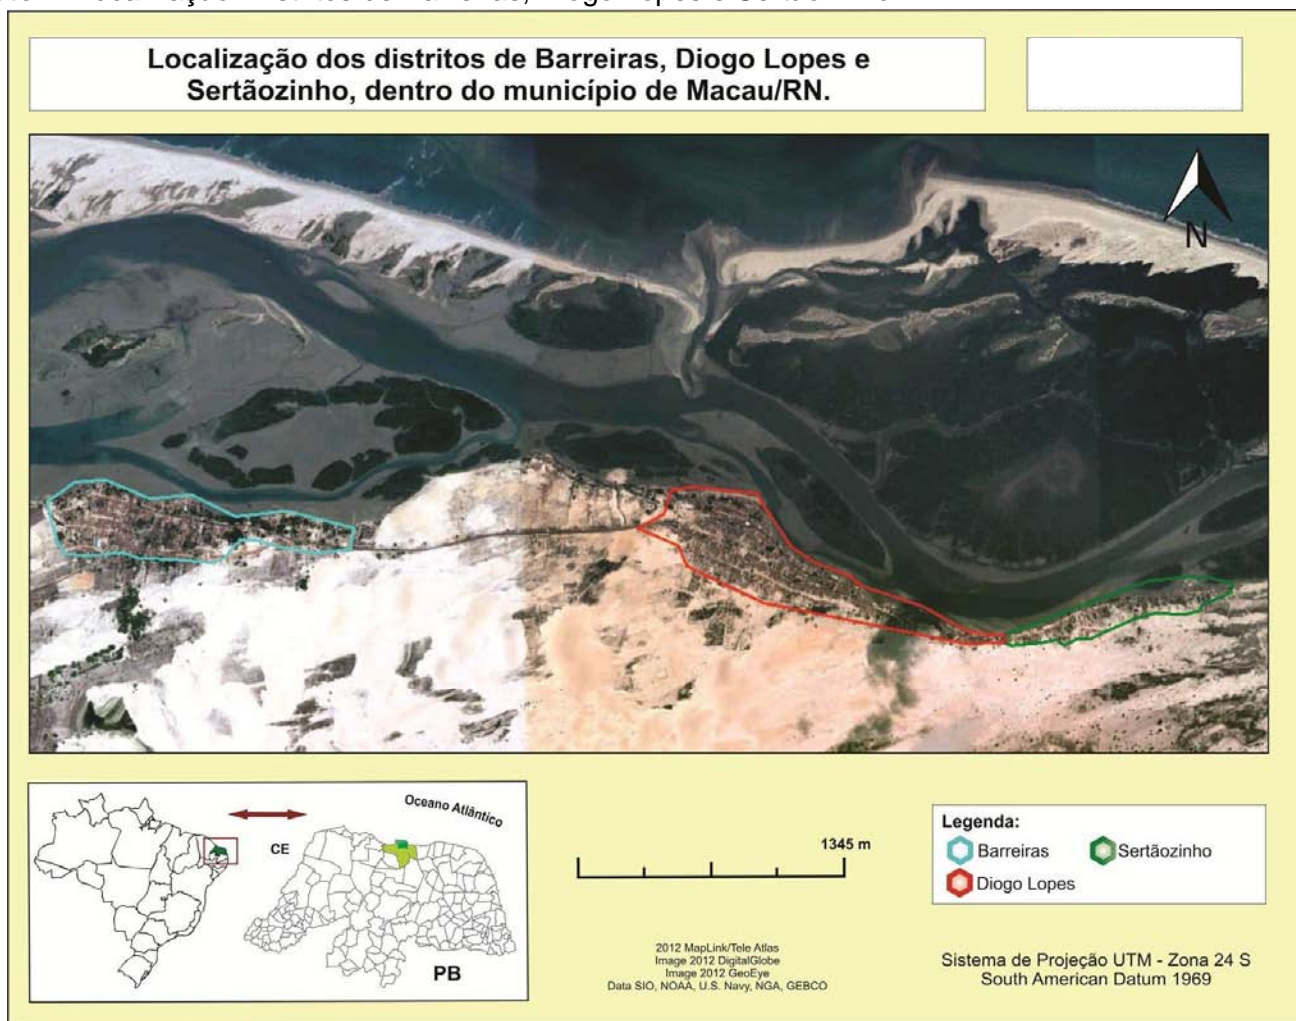 Localização dos distritos de Barreiras, Diogo Lopes e
Sertãozinho, dentro do município de Macau/RN.
N
Oceano Atlântico
CE
PB
1345 m
Legenda:
Barreiras
Sertãozinho
Diogo Lopes
2012 MapLink/Tele Atlas
Image 2012 DigitalGlobe
Image 2012 GeoEye
Data SIO, NOAA, U.S. Navy, NGA, GEBCO
Sistema de Projeção UTM - Zona 24 S
South American Datum 1969